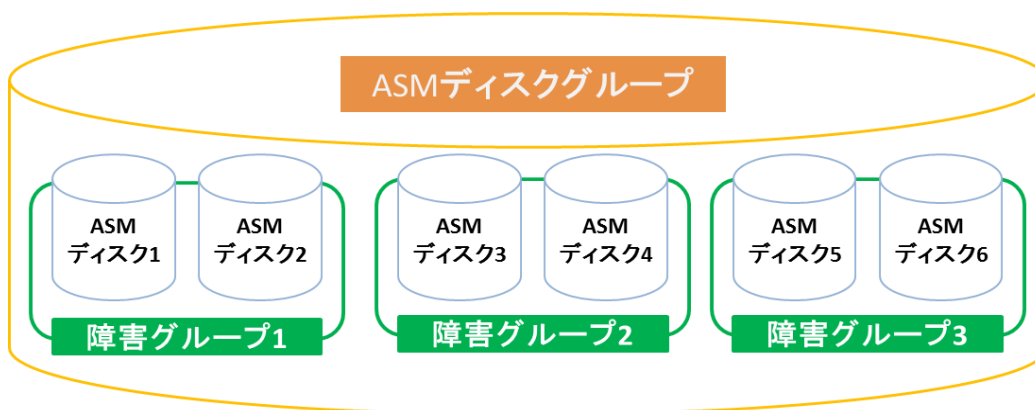 ASMディスクグループ
ASM
ディスク1
ASM
ディスク2
ASM
ディスク3
ASM
ディスク4
ASM
ディスク5
ASM
ディスク6
障害グループ1
障害グループ2
障害グループ3